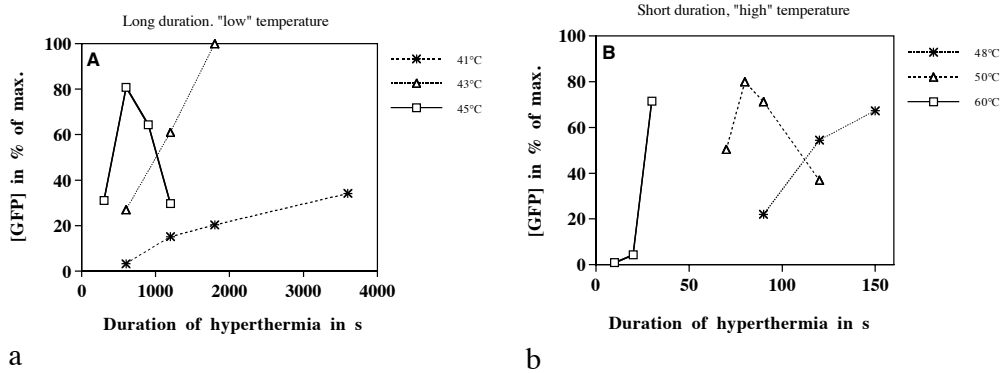 Long duration. "low" temperature
A
[GFP] in % of max.
100
80
60
40
20
0
0 1000 2000 3000 4000
Duration of hyperthermia in s
41°C
43°C
45°C
a
Short duration, "high" temperature
B
[GFP] in % of max.
100
80
60
40
20
0
0 50 100 150
Duration of hyperthermia in s
48°C
50°C
60°C
b